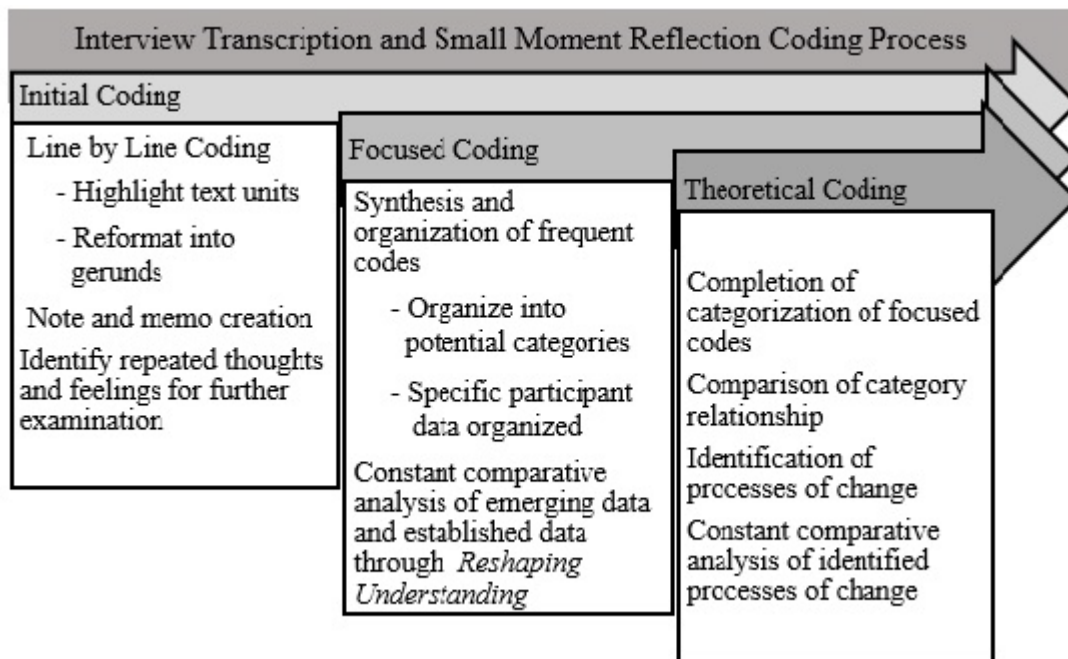 Interview Transcription and Small Moment Reflection Coding Process
Initial Coding
Line by Line Coding
- Highlight text units
- Reformat into
gerunds
Note and memo creation
Identify repeated thoughts
and feelings for further
examination
Focused Coding
Synthesis and
organization of frequent
codes
- Organize into
potential categories
- Specific participant
data organized
Constant comparative
analysis of emerging data
and established data
through Reshaping
Understanding
Theoretical Coding
Completion of
categorization of focused
codes
Comparison of category
relationship
Identification of
processes of change
Constant comparative
analysis of identified
processes of change